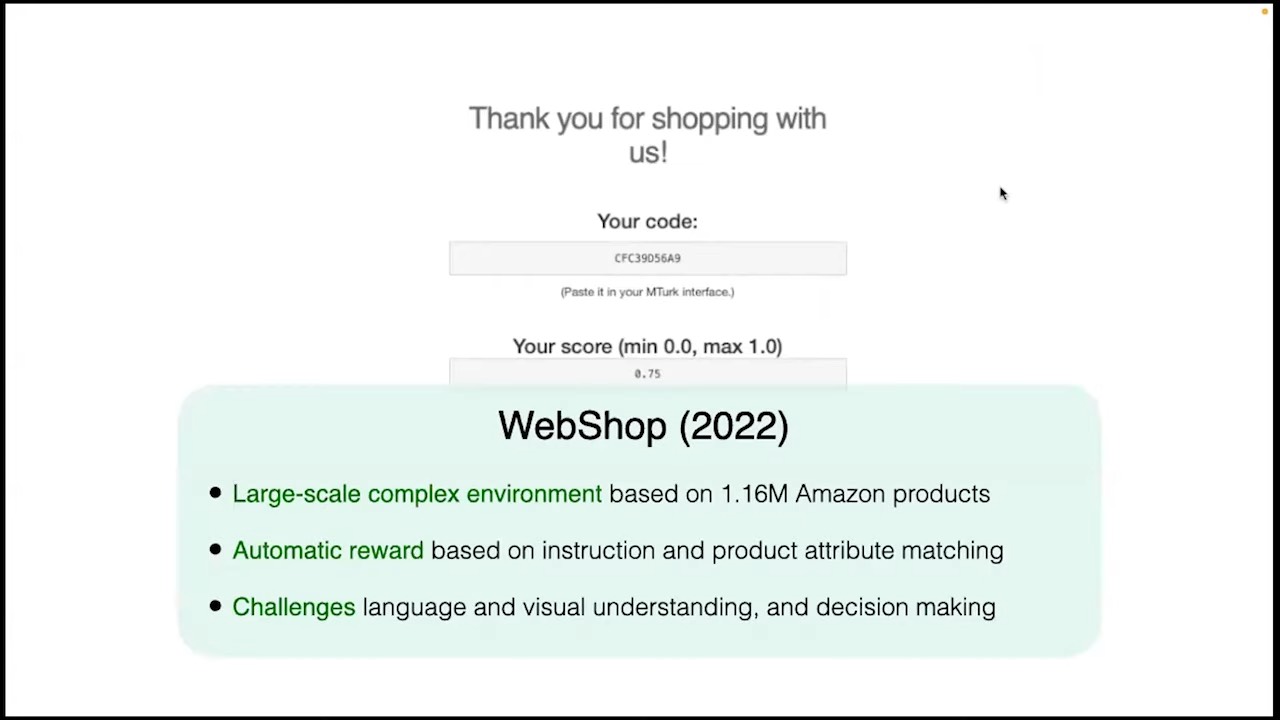 Thank you for shopping with
us!
Your code:
CFC39D56A9
(Paste it in your MTurk interface.)
Your score (min 0.0, max 1.0)
0.75
WebShop (2022)
• Large-scale complex environment based on 1.16M Amazon products
• Automatic reward based on instruction and product attribute matching
• Challenges language and visual understanding, and decision making